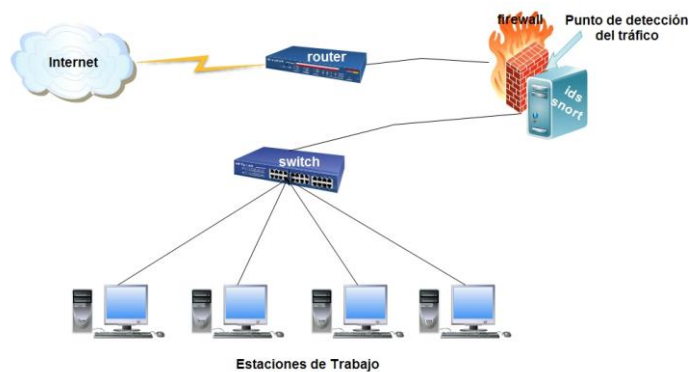 firewall
Punto de detección
del tráfico
Internet
router
ids
snort
switch
Estaciones de Trabajo